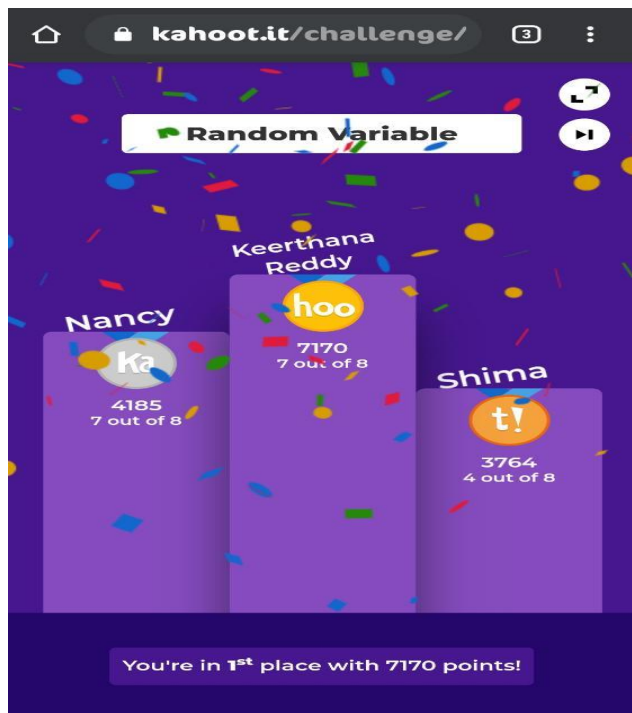 kahoot.it/challenge/ 3
Random Variable
Keerthana
Reddy
hoo
7170
7 out of 8
Nancy
ka
4185
7 out of 8
Shima
t!
3764
4 out of 8
You're in 1st place with 7170 points!